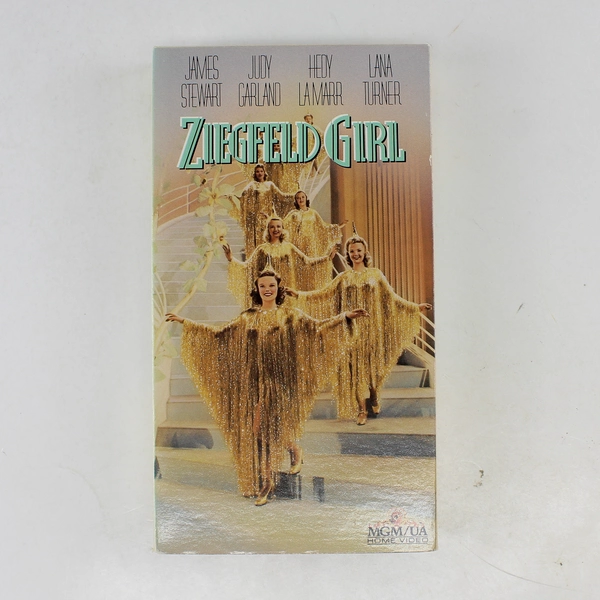 JAMES STEWART JUDY GARLAND HEDY LAMARR LANA TURNER
ZIEGFELD GIRL
MGM/UA
HOME VIDEO